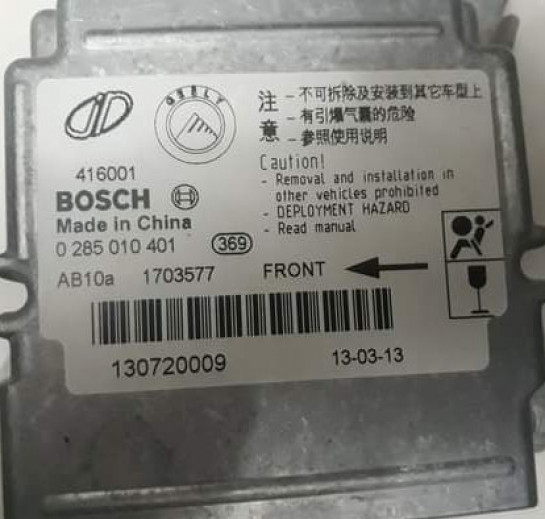 GEELY
416001
BOSCH
Made in China
0 285 010 401 369
AB10a 1703577
注意
- 不可拆除及安装到其它车型上
- 有引爆气囊的危险
- 参照使用说明
Caution!
- Removal and installation in
other vehicles prohibited
- DEPLOYMENT HAZARD
- Read manual
FRONT
130720009
13-03-13